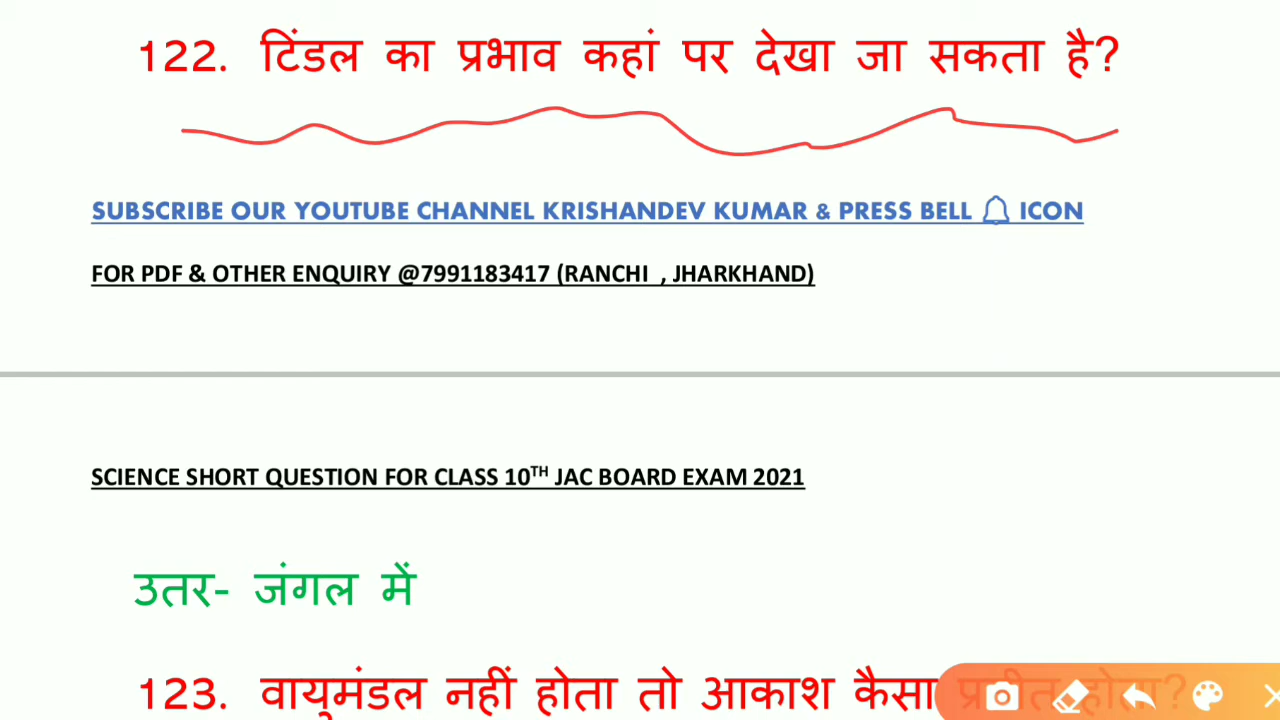 122. टिंडल का प्रभाव कहां पर देखा जा सकता है?
SUBSCRIBE OUR YOUTUBE CHANNEL KRISHANDEV KUMAR & PRESS BELL ICON
FOR PDF & OTHER ENQUIRY @7991183417 (RANCHI , JHARKHAND)
SCIENCE SHORT QUESTION FOR CLASS 10TH JAC BOARD EXAM 2021
उतर- जंगल में
123. वायुमंडल नहीं होता तो आकाश कैसा प्रतीत होता?